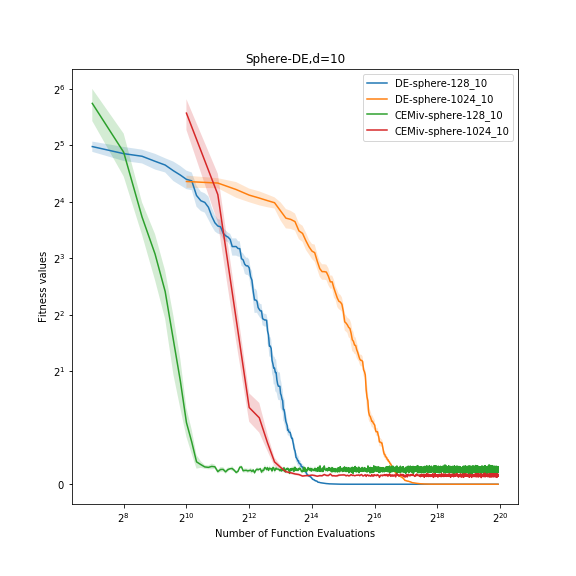 Sphere-DE,d=10
DE-sphere-128_10
DE-sphere-1024_10
CEMiv-sphere-128_10
CEMiv-sphere-1024_10
Fitness values
2^6
2^5
2^4
2^3
2^2
2^1
0
2^8 2^10 2^12 2^14 2^16 2^18 2^20
Number of Function Evaluations